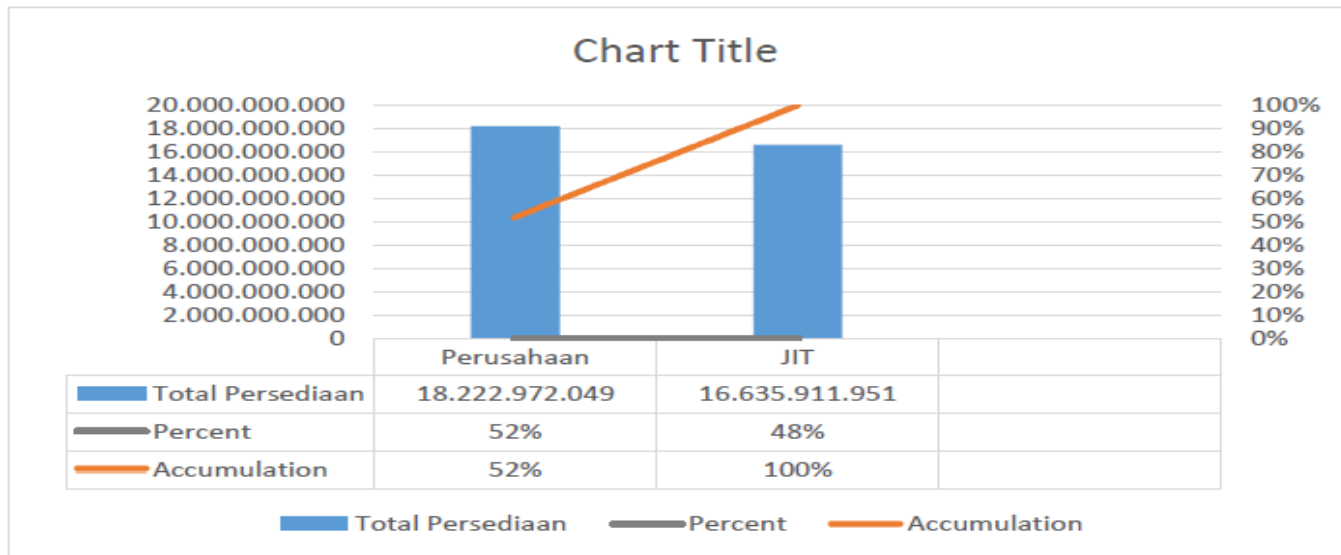 Chart Title
20.000.000.000 100%
18.000.000.000 90%
16.000.000.000 80%
14.000.000.000 70%
12.000.000.000 60%
10.000.000.000 50%
8.000.000.000 40%
6.000.000.000 30%
4.000.000.000 20%
2.000.000.000 10%
0 0%
Perusahaan JIT
Total Persediaan 18.222.972.049 16.635.911.951
Percent 52% 48%
Accumulation 52% 100%
Total Persediaan Percent Accumulation